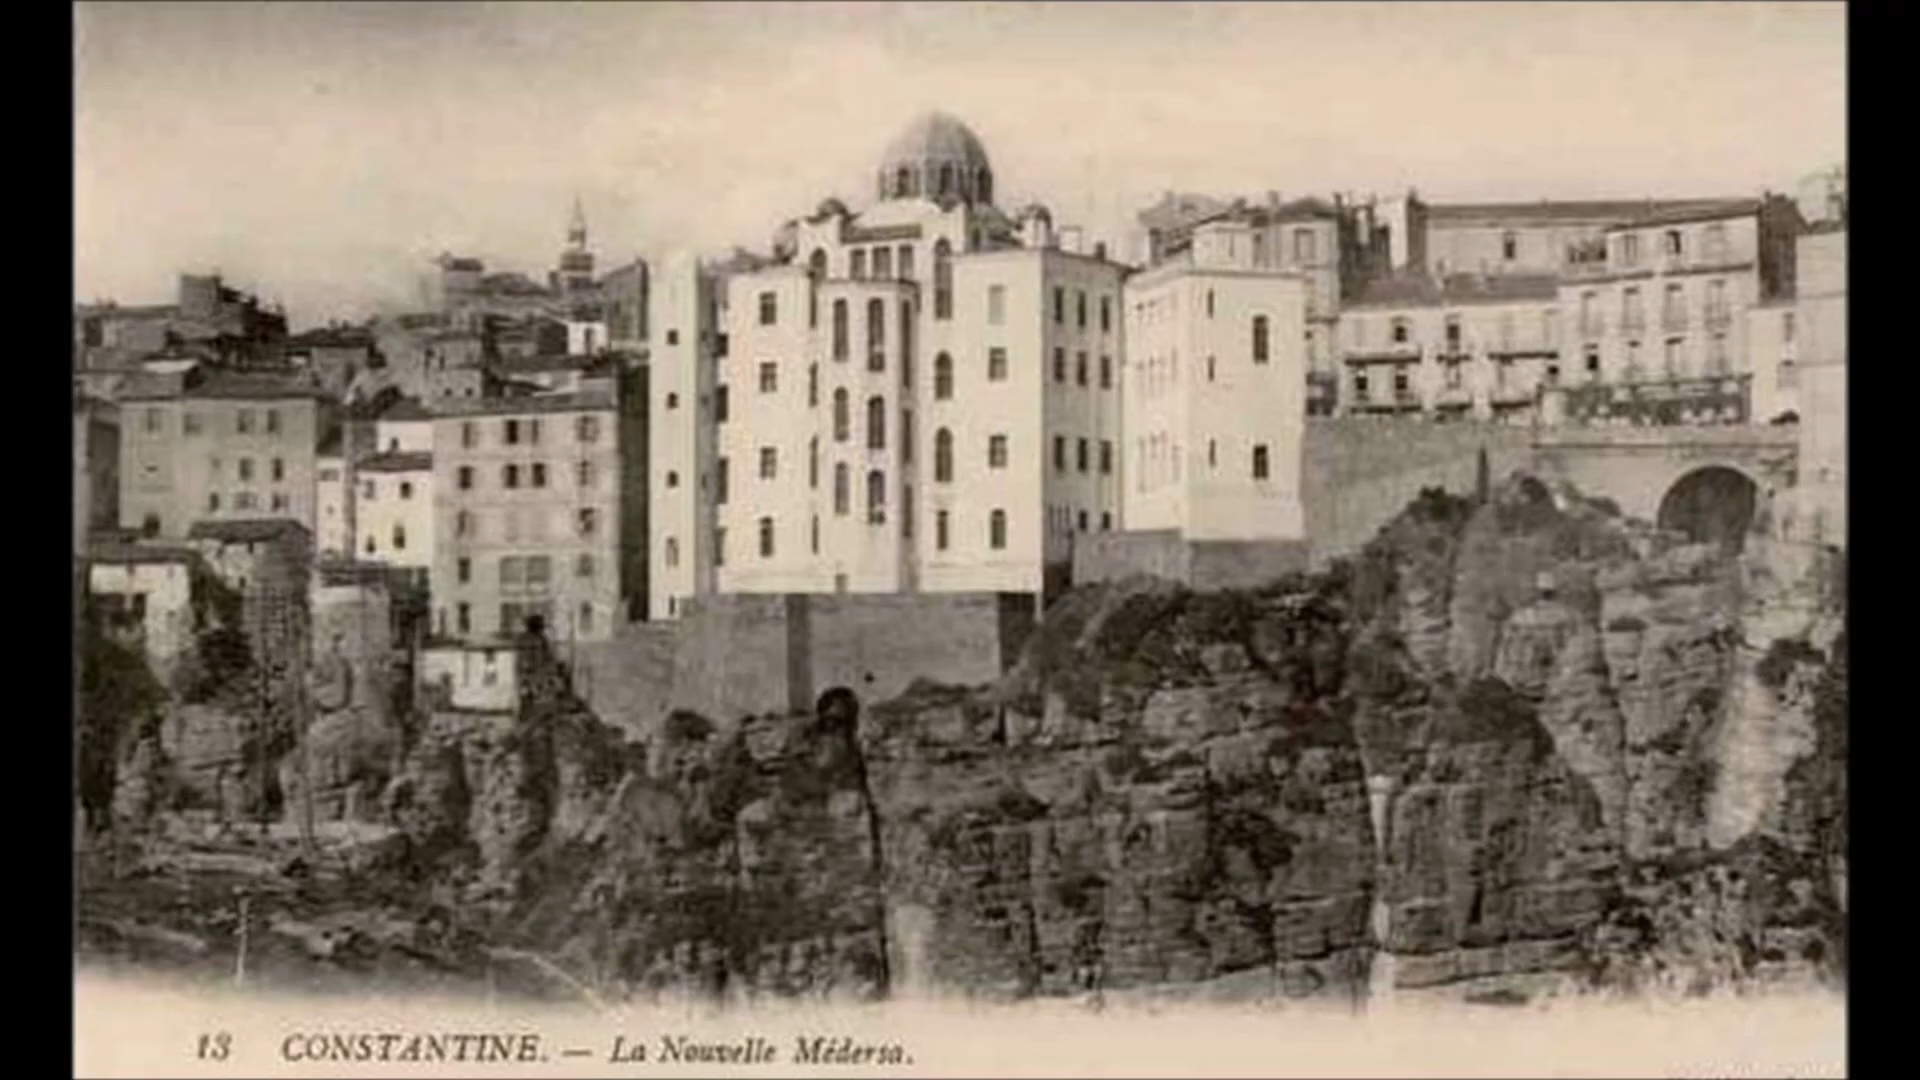 13 CONSTANTINE. — La Nouvelle Médersa.